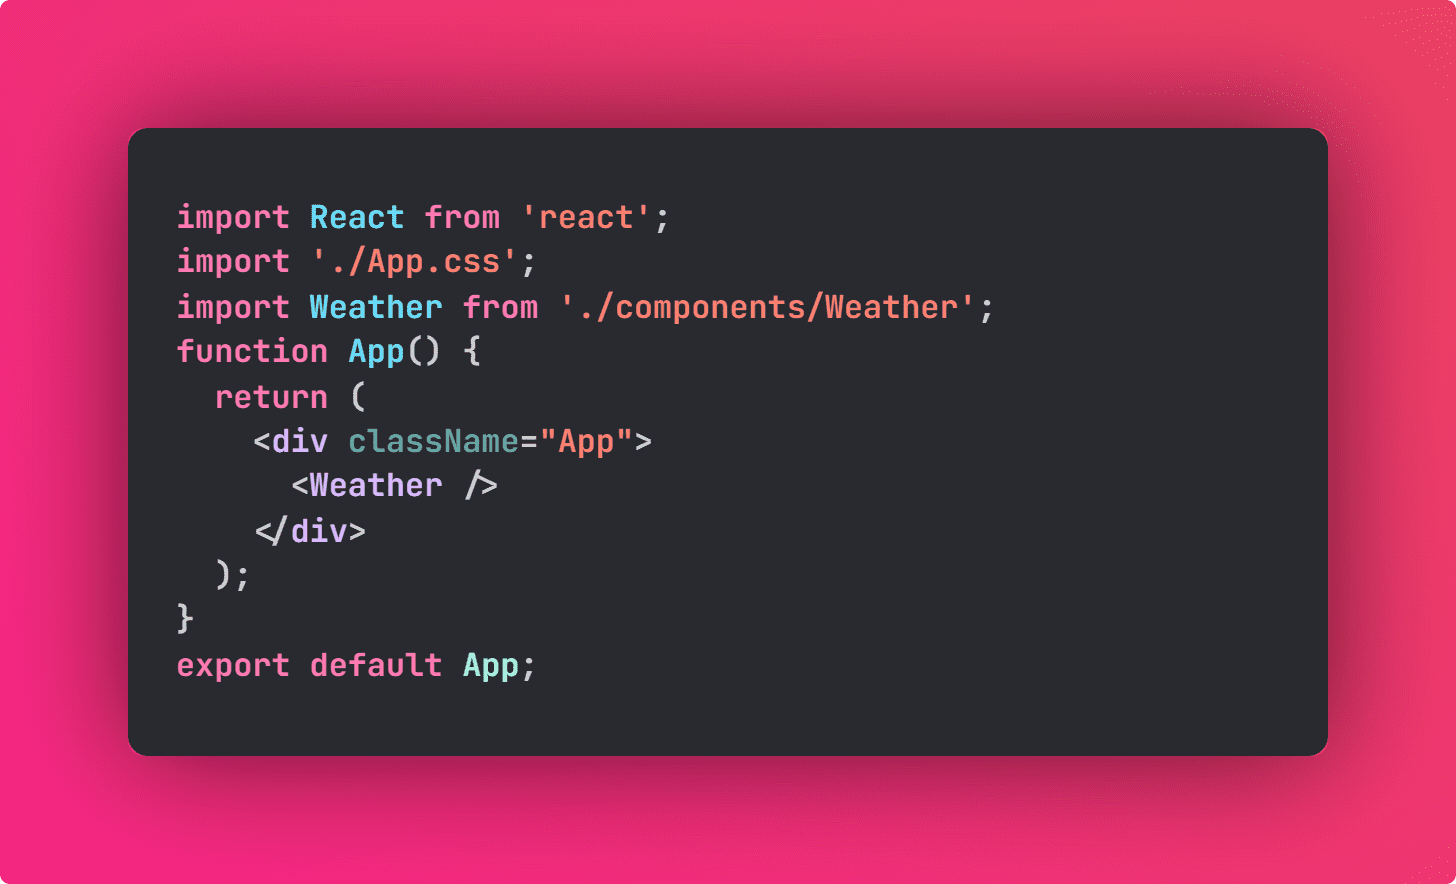 import React from 'react';
import './App.css';
import Weather from './components/Weather';
function App() {
  return (
    <div className="App">
      <Weather />
    </div>
  );
}
export default App;